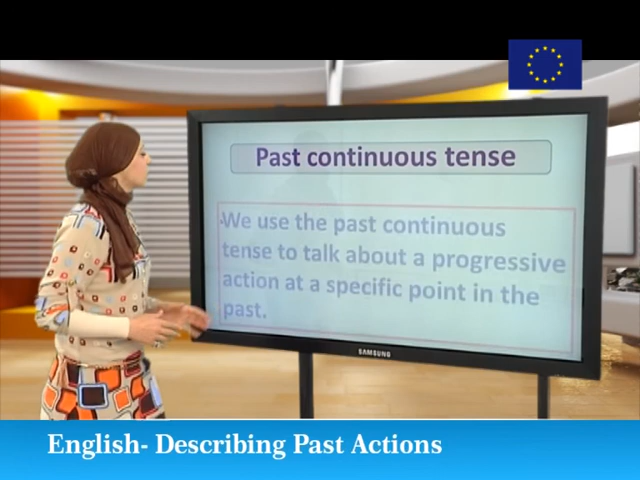 Past continuous tense
We use the past continuous
tense to talk about a progressive
action at a specific point in the
past.
SAMSUNG
English- Describing Past Actions